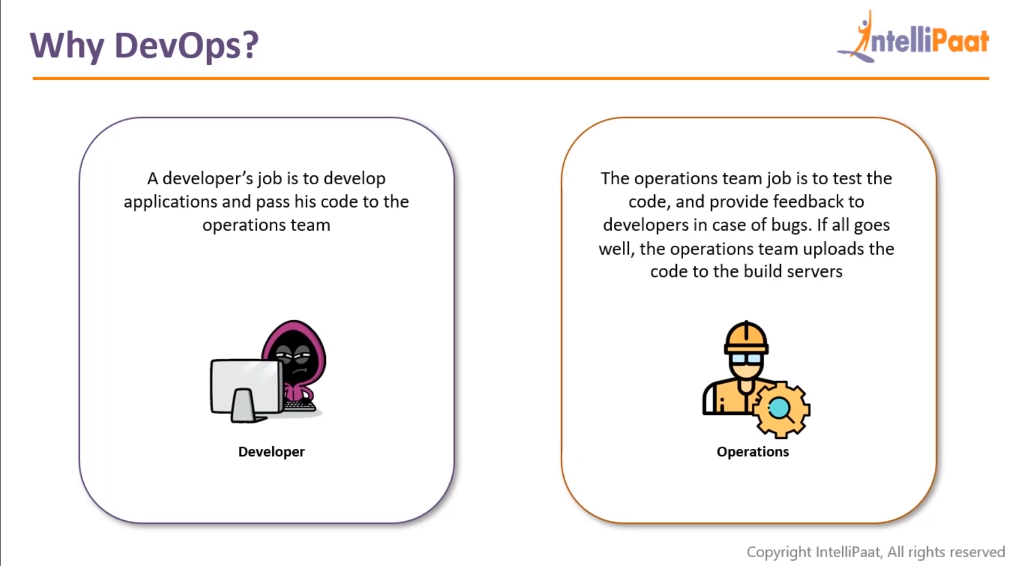 Why DevOps?
IntelliPaat
A developer’s job is to develop
applications and pass his code to the
operations team
Developer
The operations team job is to test the
code, and provide feedback to
developers in case of bugs. If all goes
well, the operations team uploads the
code to the build servers
Operations
Copyright IntelliPaat, All rights reserved